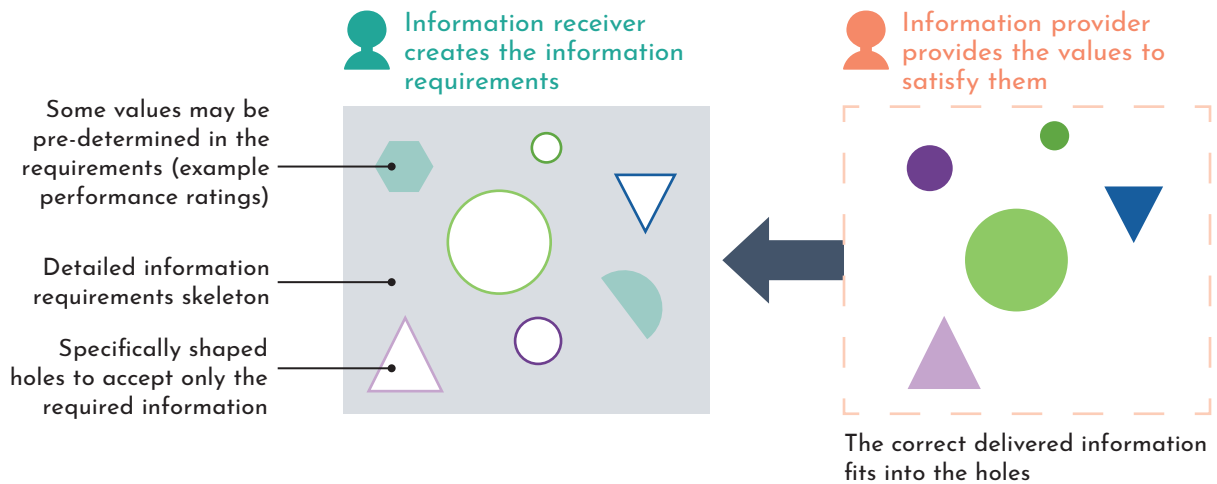 Information receiver
creates the information
requirements
Information provider
provides the values to
satisfy them
Some values may be
pre-determined in the
requirements (example
performance ratings)
Detailed information
requirements skeleton
Specifically shaped
holes to accept only the
required information
The correct delivered information
fits into the holes